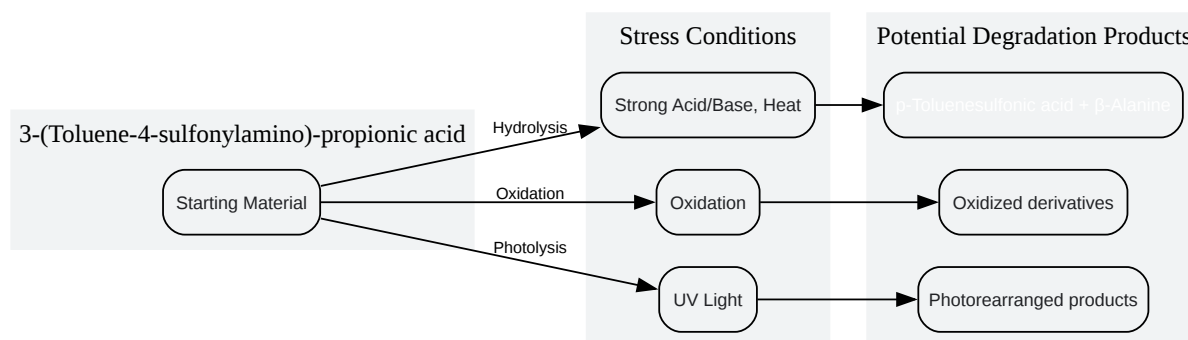 Stress Conditions
Potential Degradation Products
Strong Acid/Base, Heat
p-Toluenesulfonic acid + β-Alanine
Hydrolysis
3-(Toluene-4-sulfonylamino)-propionic acid
Starting Material
Oxidation
Oxidation
Oxidized derivatives
Photolysis
UV Light
Photorearranged products